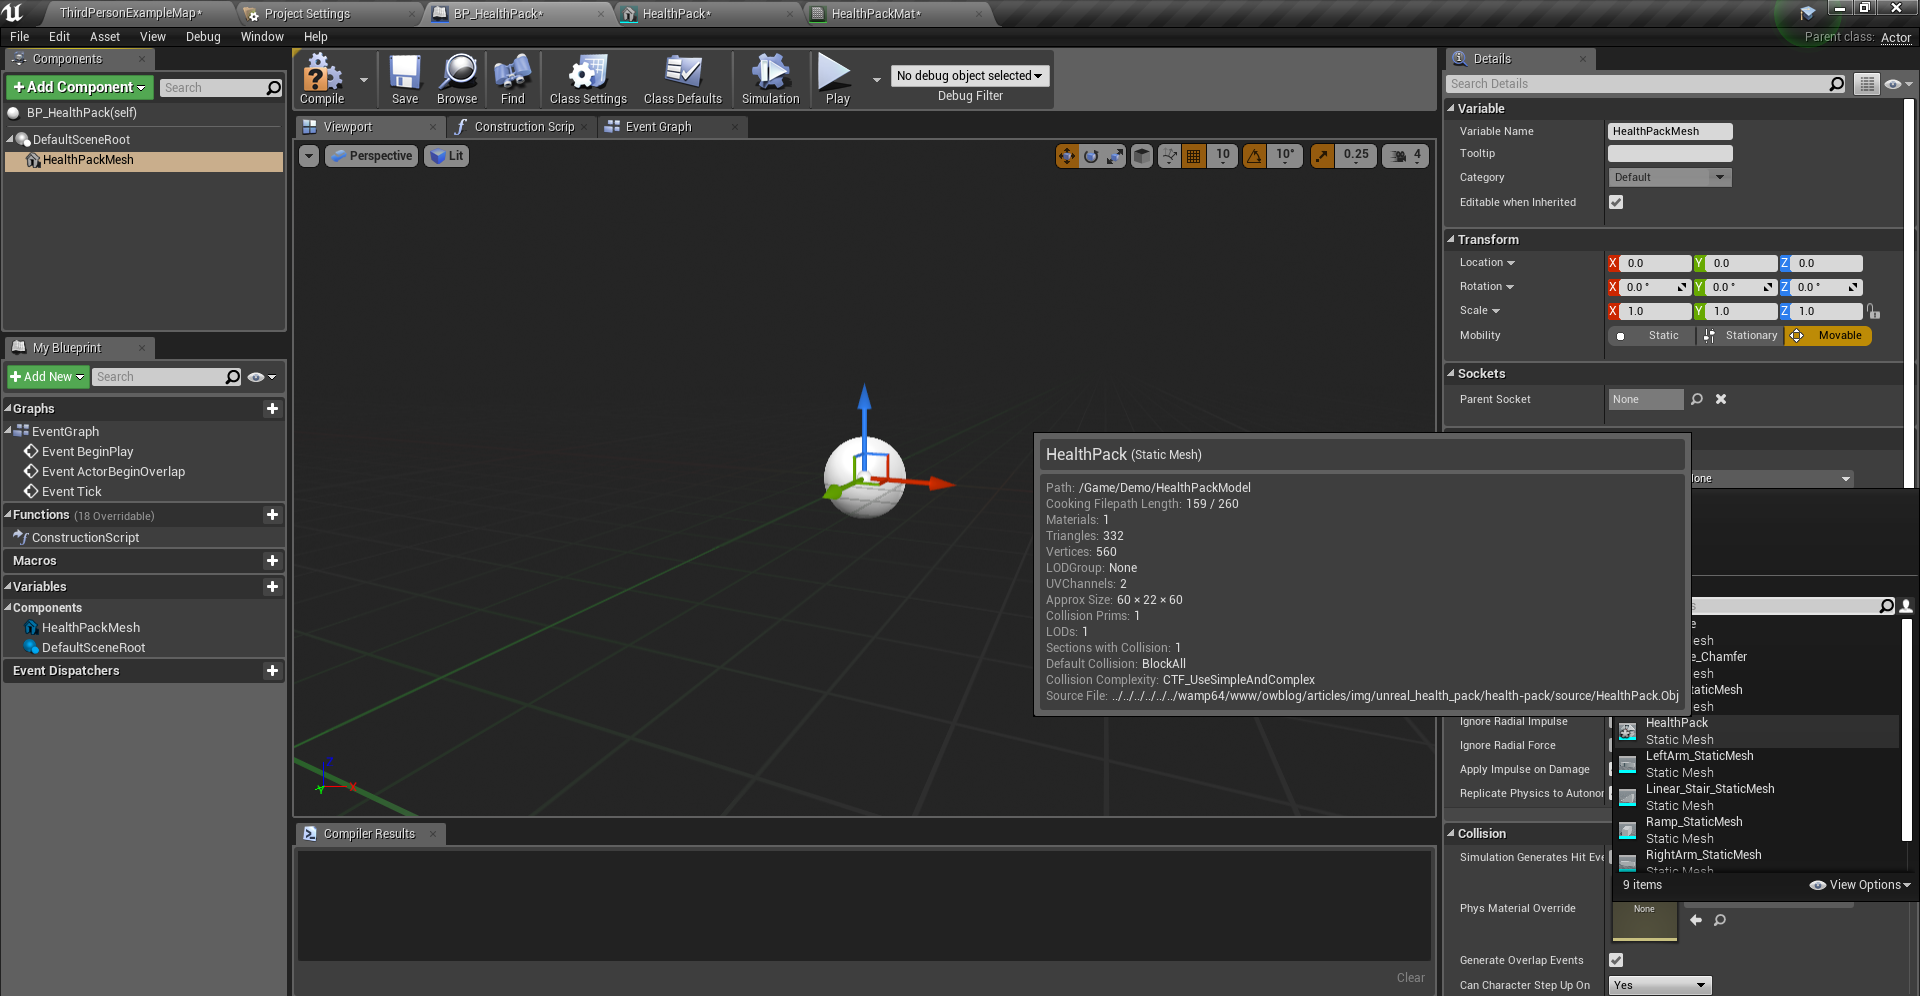 ThirdPersonExampleMap*
Project Settings
BP_HealthPack*
HealthPack*
HealthPackMat*
File Edit Asset View Debug Window Help
Parent class: Actor
Components
+Add Component
Search
BP_HealthPack(self)
DefaultSceneRoot
HealthPackMesh
My Blueprint
+Add New
Search
Graphs
EventGraph
Event BeginPlay
Event ActorBeginOverlap
Event Tick
Functions (18 Overridable)
ConstructionScript
Macros
Variables
Components
HealthPackMesh
DefaultSceneRoot
Event Dispatchers
Compile Save Browse Find Class Settings Class Defaults Simulation Play
No debug object selected
Debug Filter
Viewport
Construction Scrip
Event Graph
Perspective Lit
10 10° 0.25 4
Z
X
Y
Compiler Results
Clear
HealthPack (Static Mesh)
Path: /Game/Demo/HealthPackModel
Cooking Filepath Length: 159 / 260
Materials: 1
Triangles: 332
Vertices: 560
LODGroup: None
UVChannels: 2
Approx Size: 60 × 22 × 60
Collision Prims: 1
LODs: 1
Sections with Collision: 1
Default Collision: BlockAll
Collision Complexity: CTF_UseSimpleAndComplex
Source File: ../../../../../../wamp64/www/owblog/articles/img/unreal_health_pack/health-pack/source/HealthPack.Obj
Details
Search Details
Variable
Variable Name HealthPackMesh
Tooltip
Category Default
Editable when Inherited
Transform
Location X 0.0 Y 0.0 Z 0.0
Rotation X 0.0 ° Y 0.0 ° Z 0.0 °
Scale X 1.0 Y 1.0 Z 1.0
Mobility Static Stationary Movable
Sockets
Parent Socket None
lone
s
e
esh
e_Chamfer
esh
taticMesh
esh
HealthPack
Static Mesh
LeftArm_StaticMesh
Static Mesh
Linear_Stair_StaticMesh
Static Mesh
Ramp_StaticMesh
Static Mesh
RightArm_StaticMesh
Static Mesh
9 items View Options
Ignore Radial Impulse
Ignore Radial Force
Apply Impulse on Damage
Replicate Physics to Autonor
Collision
Simulation Generates Hit Eve
Phys Material Override None
Generate Overlap Events
Can Character Step Up On Yes